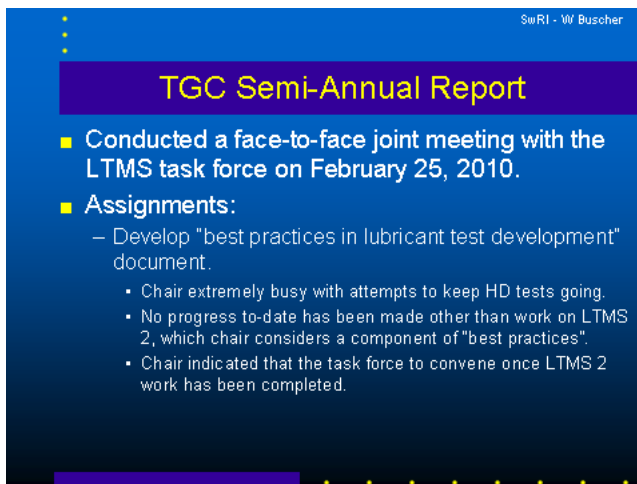 SwRI - W Buscher
TGC Semi-Annual Report
Conducted a face-to-face joint meeting with the
LTMS task force on February 25, 2010.
Assignments:
– Develop "best practices in lubricant test development"
document.
• Chair extremely busy with attempts to keep HD tests going.
• No progress to-date has been made other than work on LTMS
2, which chair considers a component of "best practices".
• Chair indicated that the task force to convene once LTMS 2
work has been completed.